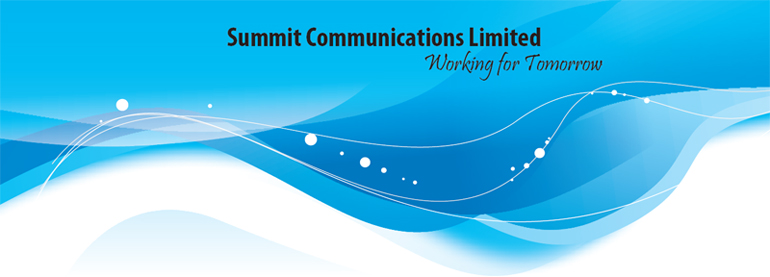 Summit Communications Limited
Working for Tomorrow